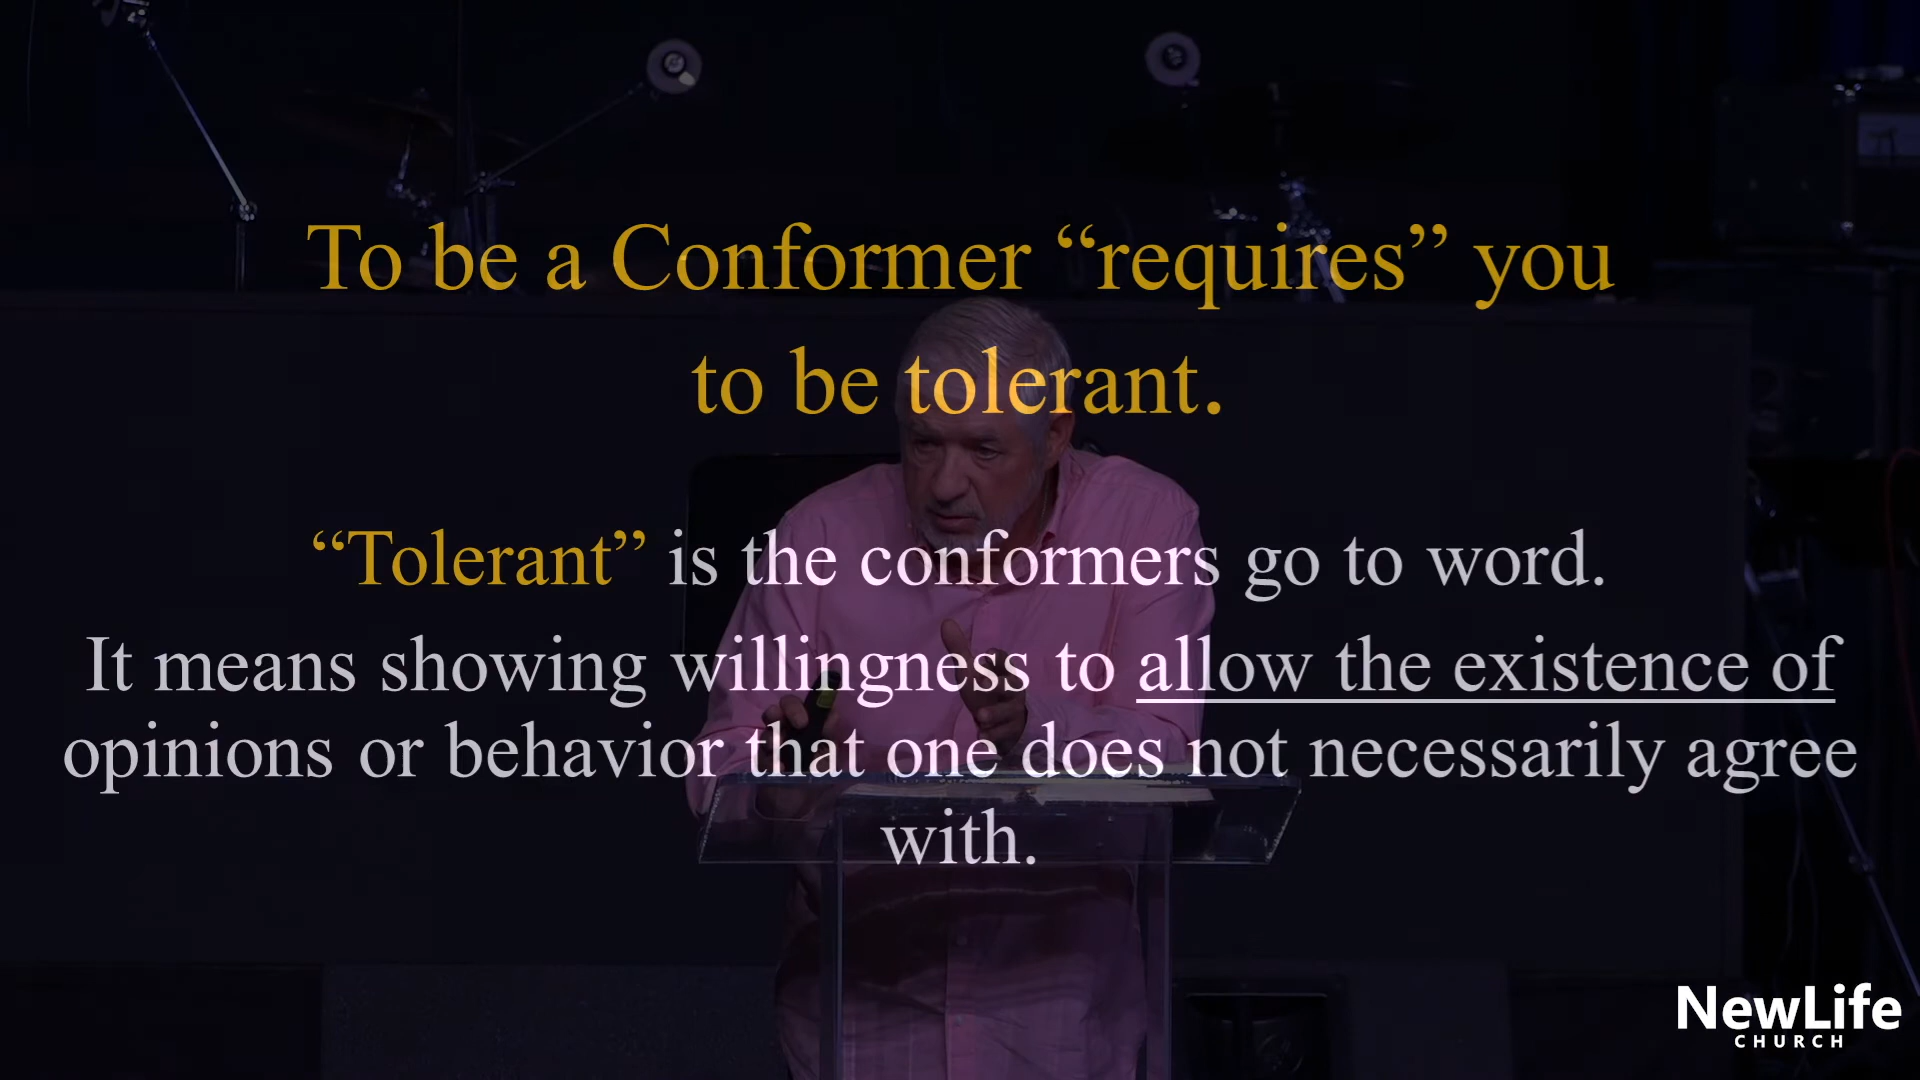 To be a Conformer “requires” you
to be tolerant.
“Tolerant” is the conformers go to word.
It means showing willingness to allow the existence of
opinions or behavior that one does not necessarily agree
with.
NewLife
CHURCH